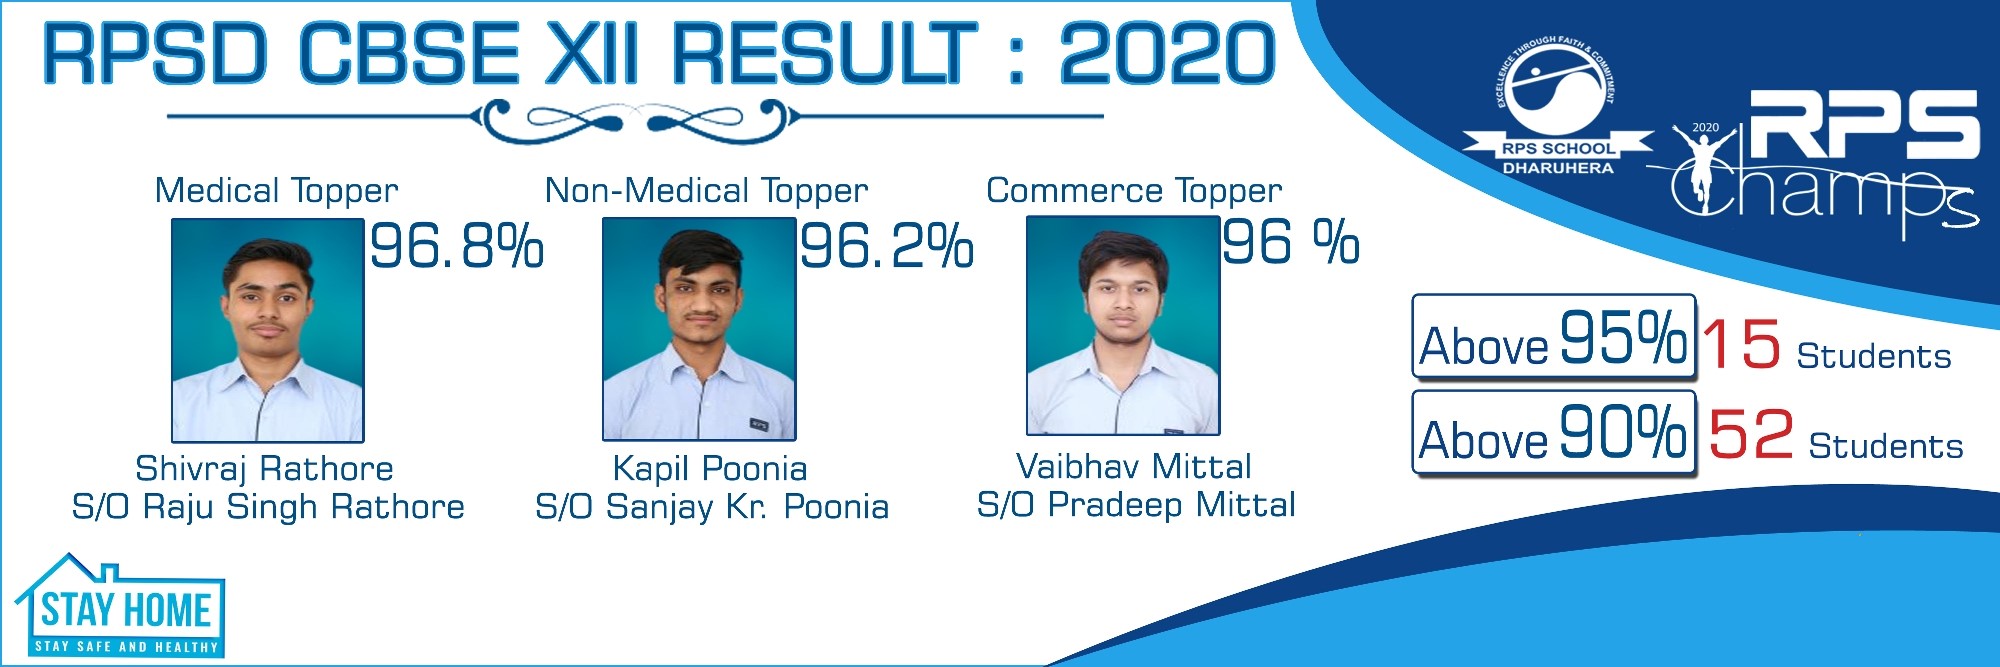 RPSD CBSE XII RESULT : 2020
EXCELLENCE THROUGH FAITH & COMMITMENT
RPS SCHOOL
DHARUHERA
2020
RPS
Champs
Medical Topper
96.8%
Shivraj Rathore
S/O Raju Singh Rathore
Non-Medical Topper
96.2%
RPS
Kapil Poonia
S/O Sanjay Kr. Poonia
Commerce Topper
96 %
Vaibhav Mittal
S/O Pradeep Mittal
Above 95% 15 Students
Above 90% 52 Students
STAY HOME
STAY SAFE AND HEALTHY